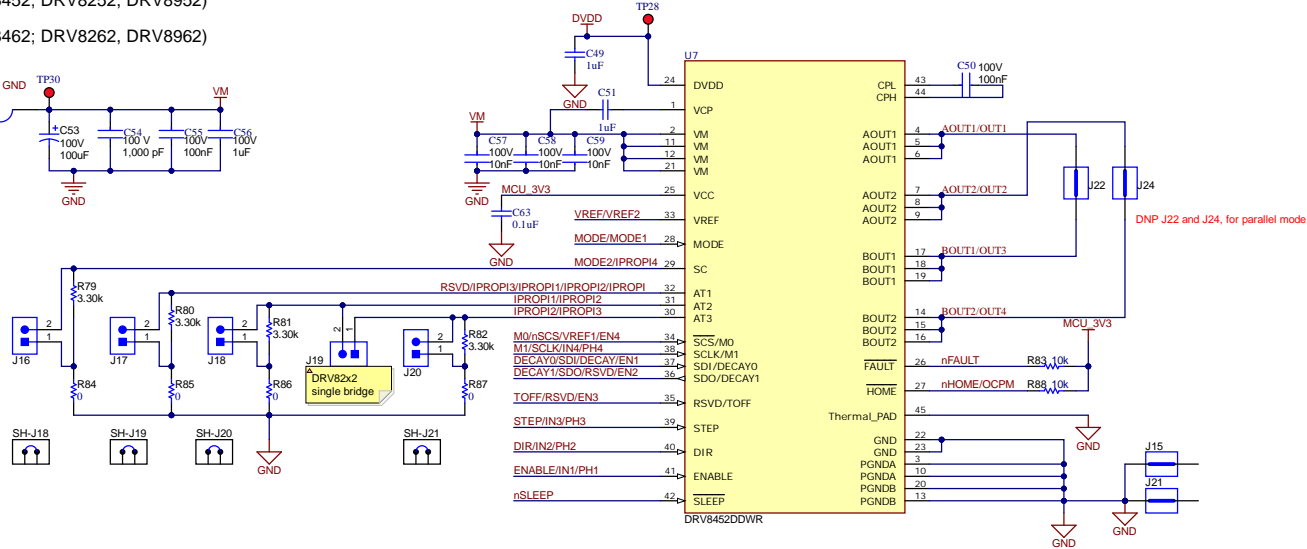 8452; DRV8252, DRV8952)
8462; DRV8262, DRV8962)
GND
TP30
VM
C53
100V
100uF
C54
100 V
1,000 pF
C55
100V
100nF
C56
100V
1uF
GND
DVDD
TP28
C49
1uF
GND
C51
1uF
VM
C57
100V
10nF
C58
100V
10nF
C59
100V
10nF
GND
MCU_3V3
C63
0.1uF
GND
VREF/VREF2
MODE/MODE1
MODE2/IPROPI4
RSVD/IPROPI3/IPROPI1/IPROPI2/IPROPI
IPROPI1/IPROPI2
IPROPI2/IPROPI3
M0/nSCS/VREF1/EN4
M1/SCLK/IN4/PH4
DECAY0/SDI/DECAY/EN1
DECAY1/SDO/RSVD/EN2
TOFF/RSVD/EN3
STEP/IN3/PH3
DIR/IN2/PH2
ENABLE/IN1/PH1
nSLEEP
U7
24 DVDD
1 VCP
2 VM
11 VM
12 VM
21 VM
25 VCC
33 VREF
28 MODE
29 SC
32 AT1
31 AT2
30 AT3
34 SCS/M0
38 SCLK/M1
37 SDI/DECAY0
36 SDO/DECAY1
35 RSVD/TOFF
39 STEP
40 DIR
41 ENABLE
42 SLEEP
DRV8452DDWR
CPL 43
CPH 44
AOUT1 4
AOUT1 5
AOUT1 6
AOUT2 7
AOUT2 8
AOUT2 9
BOUT1 17
BOUT1 18
BOUT1 19
BOUT2 14
BOUT2 15
BOUT2 16
FAULT 26
HOME 27
Thermal_PAD 45
GND 22
GND 23
PGNDA 3
PGNDA 10
PGNDB 20
PGNDB 13
C50
100V
100nF
AOUT1/OUT1
AOUT2/OUT2
BOUT1/OUT3
BOUT2/OUT4
J22
J24
DNP J22 and J24, for parallel mode
MCU_3V3
nFAULT
R83 10k
nHOME/OCPM
R88 10k
GND
J15
J21
GND
GND
R79
3.30k
R80
3.30k
R81
3.30k
R82
3.30k
2
1
J16
2
1
J17
2
1
J18
2
1
J19
2
1
J20
DRV82x2
single bridge
R84
0
R85
0
R86
0
R87
0
GND
SH-J18
SH-J19
SH-J20
SH-J21